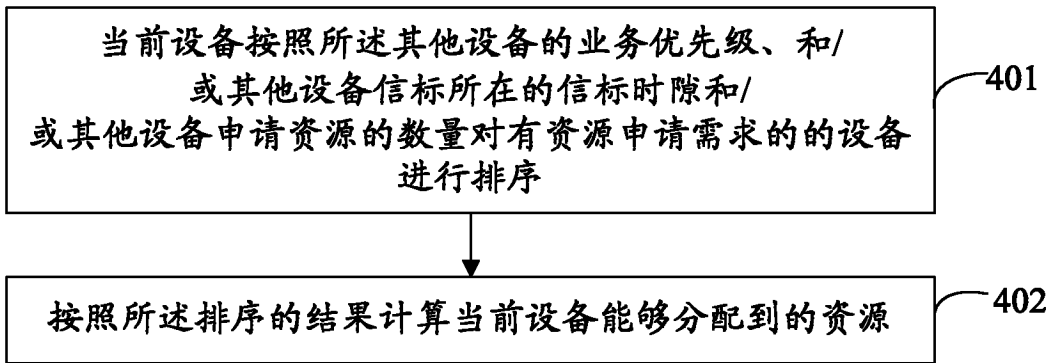 当前设备按照所述其他设备的业务优先级、和/
或其他设备信标所在的信标时隙和/
或其他设备申请资源的数量对有资源申请需求的的设备
进行排序
401
按照所述排序的结果计算当前设备能够分配到的资源
402